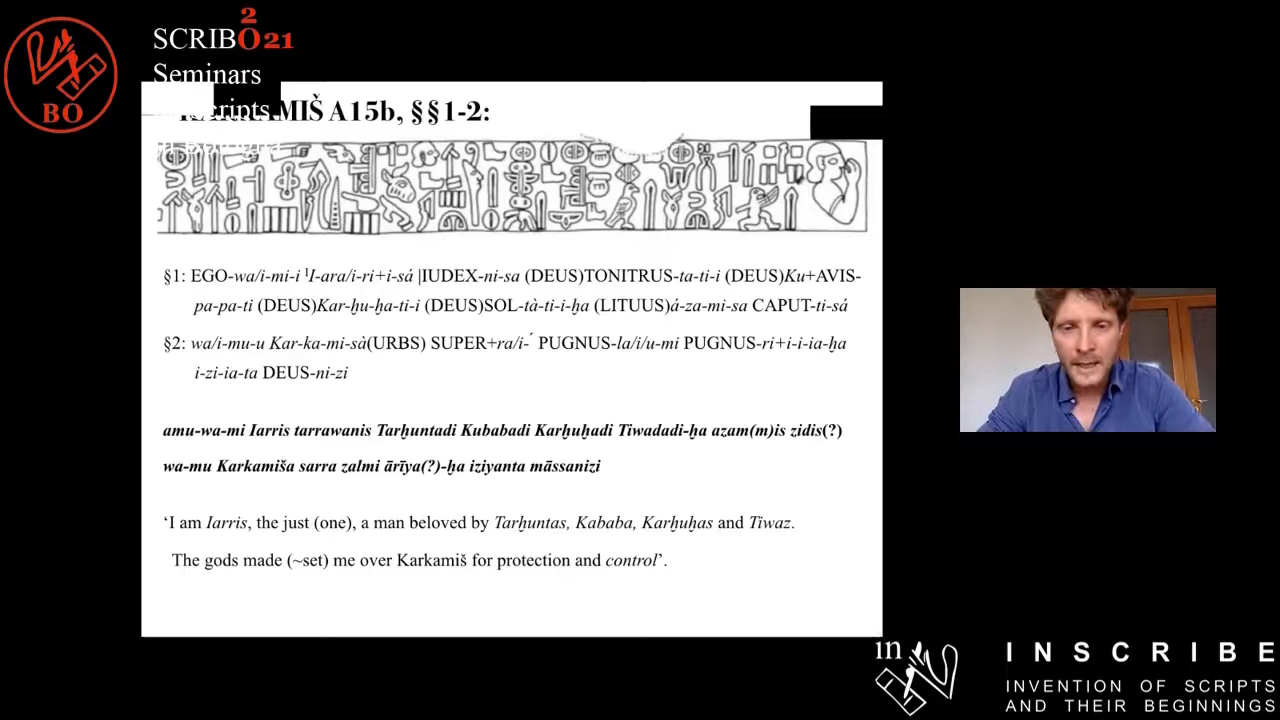 2
SCRIBO21
Seminars
BO
MIŠ A15b, §§1-2:
§1: EGO-wa/i-mi-i ᴵI-ara/i-ri+i-sá |IUDEX-ni-sa (DEUS)TONITRUS-ta-ti-i (DEUS)Ku+AVIS-
pa-pa-ti (DEUS)Kar-ḫu-ḫa-ti-i (DEUS)SOL-tà-ti-i-ḫa (LITUUS)á-za-mi-sa CAPUT-ti-sá
§2: wa/i-mu-u Kar-ka-mi-sà(URBS) SUPER+ra/i-´ PUGNUS-la/i/u-mi PUGNUS-ri+i-i-ia-ḫa
i-zi-ia-ta DEUS-ni-zi
amu-wa-mi Iarris tarrawanis Tarḫuntadi Kubabadi Karḫuḫadi Tiwadadi-ḫa azam(m)is zidis(?)
wa-mu Karkamiša sarra zalmi ārīya(?)-ḫa iziyanta māssanizi
‘I am Iarris, the just (one), a man beloved by Tarḫuntas, Kababa, Karḫuḫas and Tiwaz.
The gods made (~set) me over Karkamiš for protection and control’.
in
INSCRIBE
INVENTION OF SCRIPTS
AND THEIR BEGINNINGS